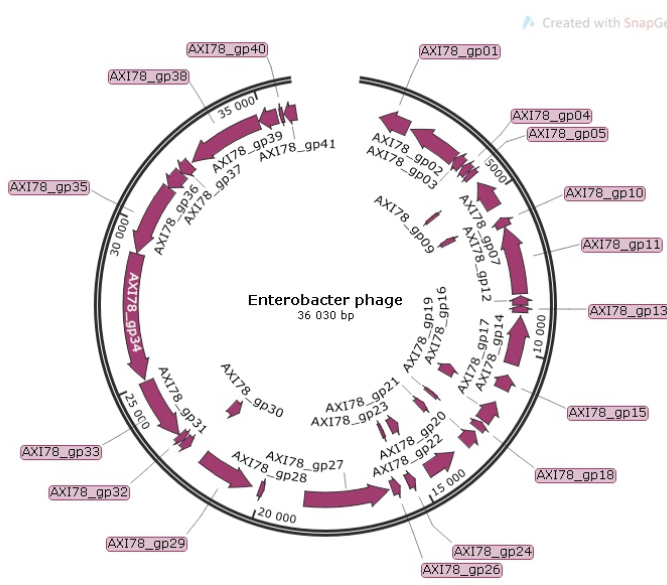 Created with SnapGe
AXI78_gp40
AXI78_gp01
AXI78_gp38
35 000
AXI78_gp04
AXI78_gp05
AXI78_gp39
AXI78_gp41
AXI78_gp02
AXI78_gp03
5000
AXI78_gp35
AXI78_gp36
AXI78_gp37
AXI78_gp10
30 000
AXI78_gp09
AXI78_gp07
AXI78_gp11
AXI78_gp12
Enterobacter phage
36 030 bp
AXI78_gp34
AXI78_gp13
AXI78_gp19
AXI78_gp16
AXI78_gp17
AXI78_gp14
10 000
25 000
AXI78_gp31
AXI78_gp30
AXI78_gp21
AXI78_gp23
AXI78_gp15
AXI78_gp33
AXI78_gp20
AXI78_gp22
AXI78_gp27
AXI78_gp28
AXI78_gp18
AXI78_gp32
15 000
20 000
AXI78_gp29
AXI78_gp24
AXI78_gp26